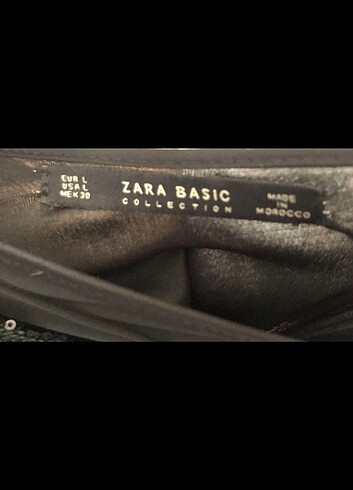 EUR L
USA L
MEX 30
ZARA BASIC
COLLECTION
MADE
IN
MOROCCO